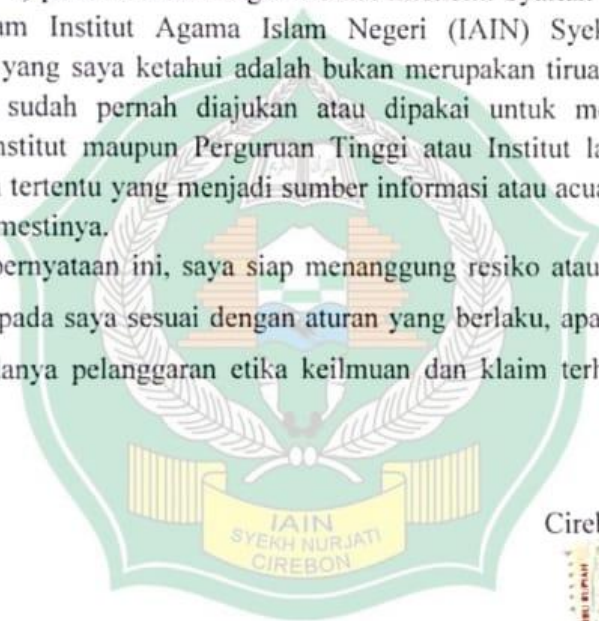 am Institut Agama Islam Negeri (IAIN) Syek
yang saya ketahui adalah bukan merupakan tirua
sudah pernah diajukan atau dipakai untuk m
nstitut maupun Perguruan Tinggi atau Institut la
tertentu yang menjadi sumber informasi atau acua
mestinya.
pernyataan ini, saya siap menanggung resiko atau
pada saya sesuai dengan aturan yang berlaku, apa
anya pelanggaran etika keilmuan dan klaim terh
IAIN
SYEKH NURJATI
CIREBON
Cireb